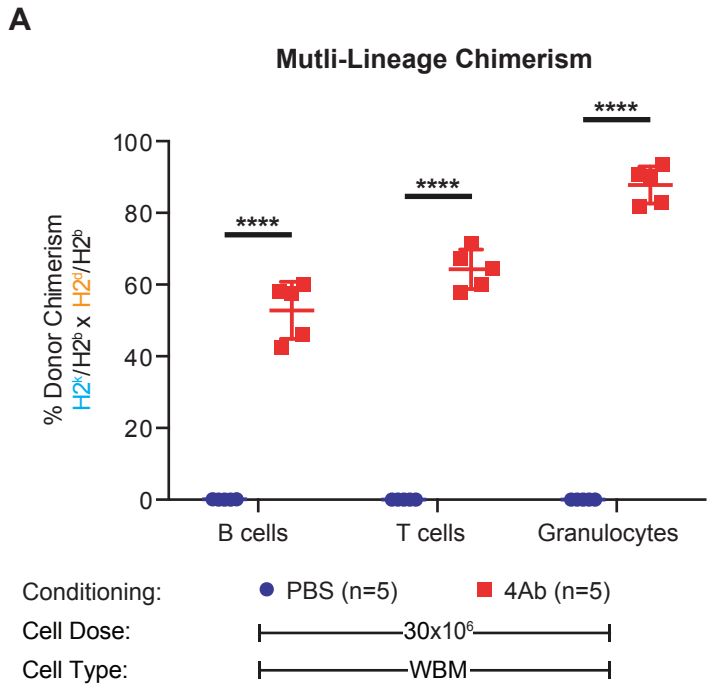 A
Mutli-Lineage Chimerism
% Donor Chimerism
H2ᵏ/H2ᵇ x H2ᵈ/H2ᵇ
100
80
60
40
20
0
****
****
****
B cells T cells Granulocytes
Conditioning: PBS (n=5) 4Ab (n=5)
Cell Dose: 30x10⁶
Cell Type: WBM